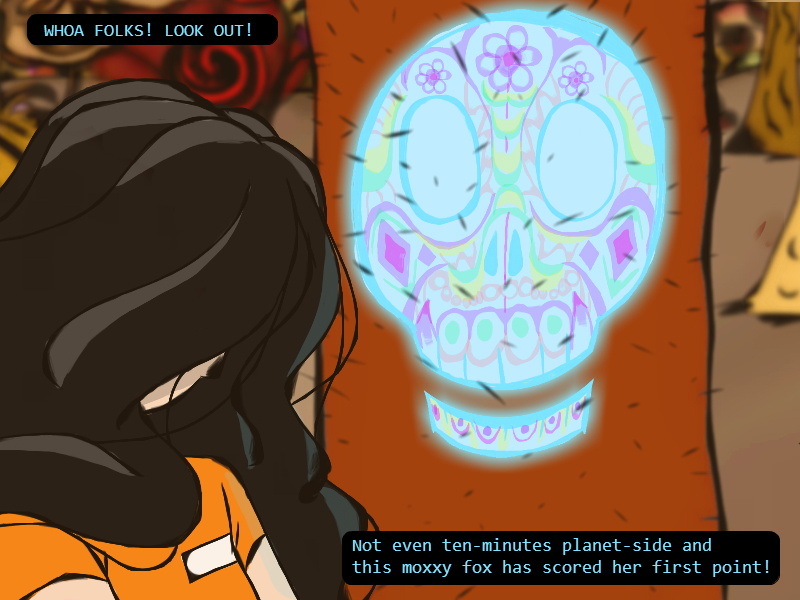 WHOA FOLKS! LOOK OUT!
Not even ten-minutes planet-side and
this moxxy fox has scored her first point!